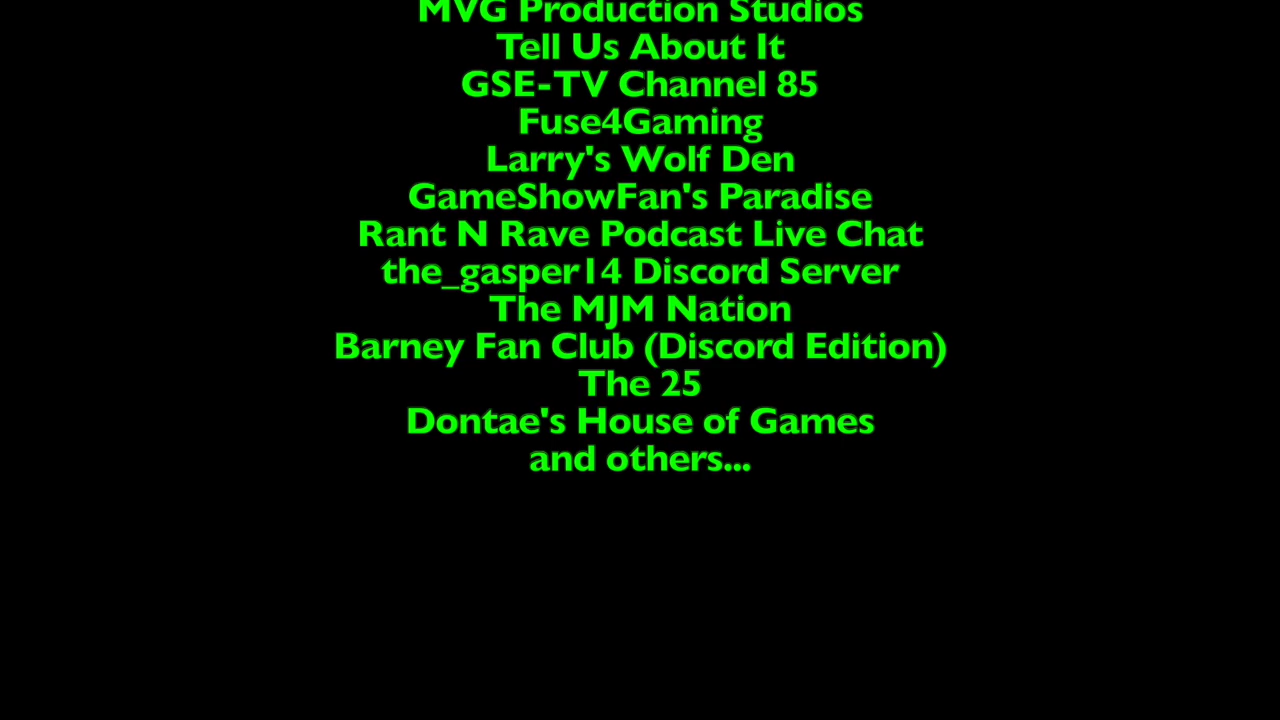 MVG Production Studios
Tell Us About It
GSE-TV Channel 85
Fuse4Gaming
Larry's Wolf Den
GameShowFan's Paradise
Rant N Rave Podcast Live Chat
the_gasper14 Discord Server
The MJM Nation
Barney Fan Club (Discord Edition)
The 25
Dontae's House of Games
and others...